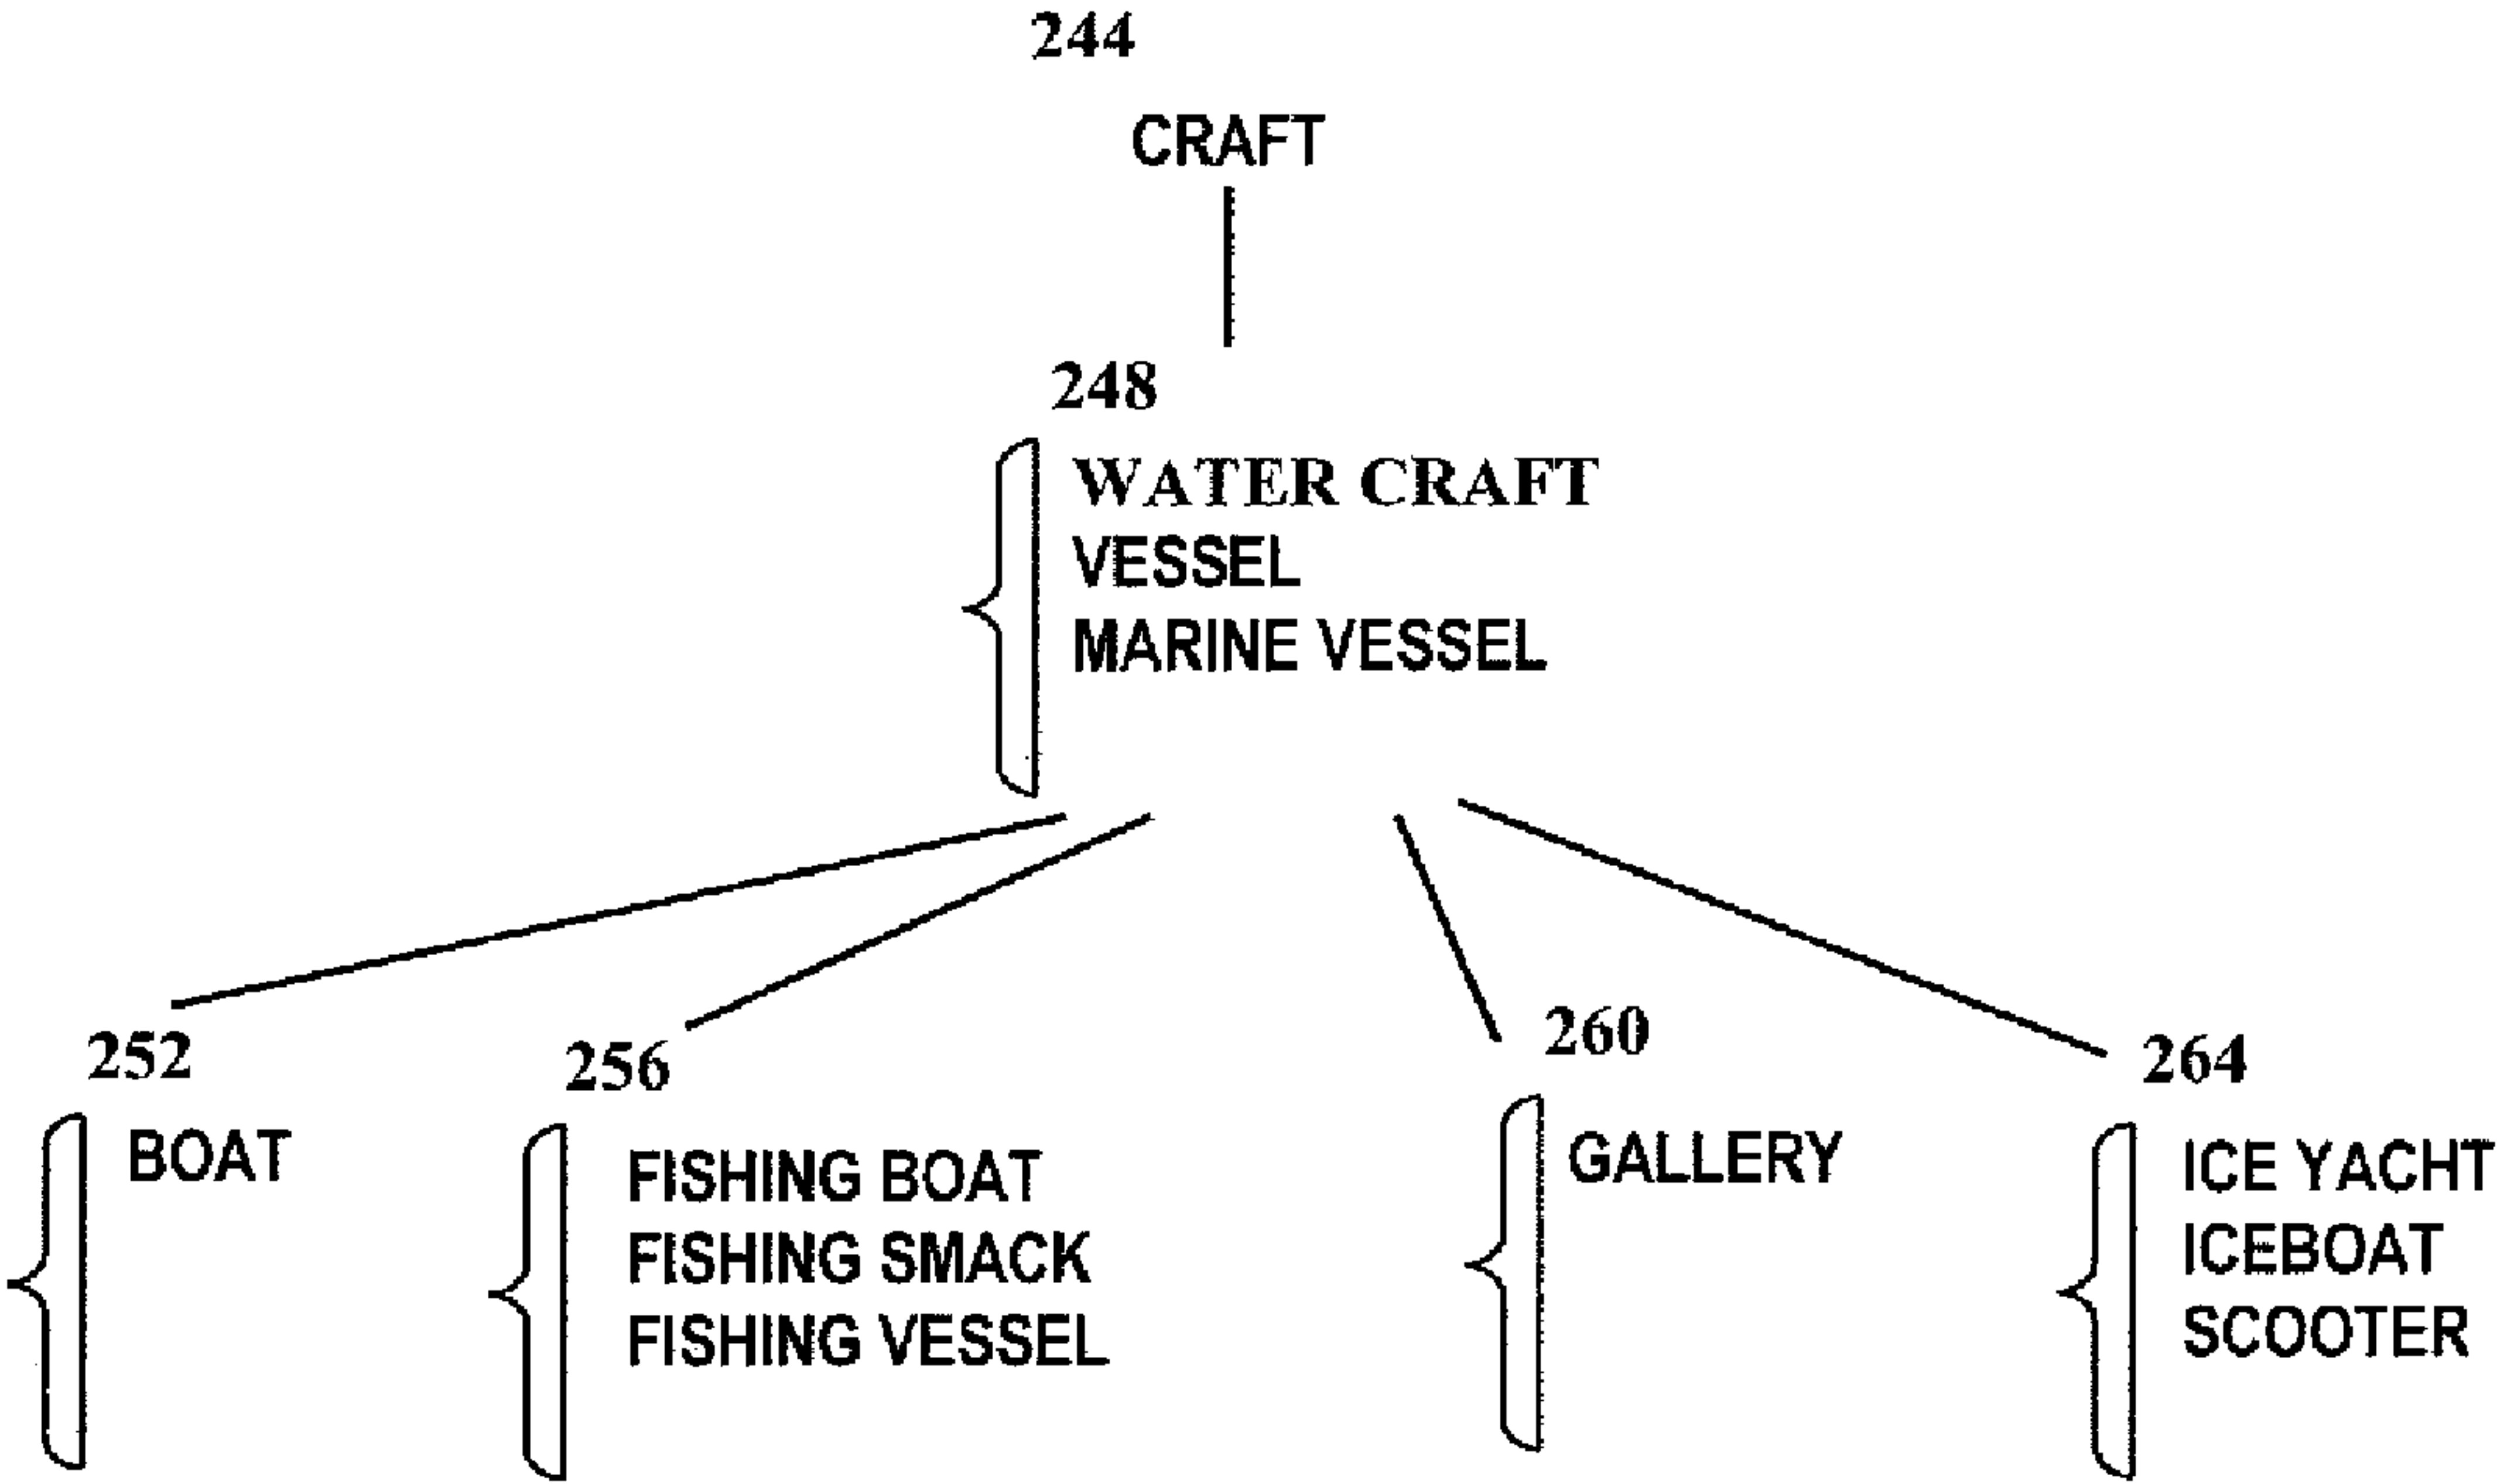 244
CRAFT
248
WATER CRAFT
VESSEL
MARINE VESSEL
252
BOAT
256
FISHING BOAT
FISHING SMACK
FISHING VESSEL
260
GALLERY
264
ICE YACHT
ICEBOAT
SCOOTER